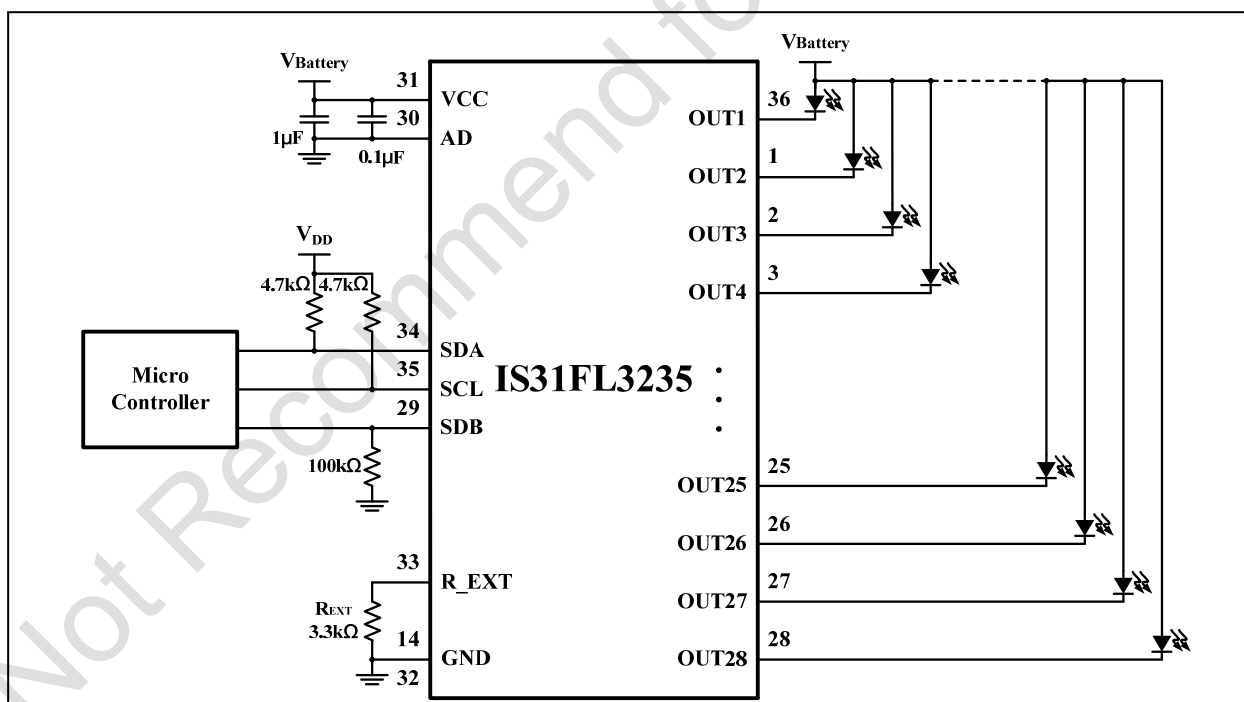 Not Recommend fo
VBattery
31
VCC
30
AD
1µF
0.1µF
VDD
4.7kΩ 4.7kΩ
34
SDA
35
SCL
29
SDB
Micro
Controller
100kΩ
33
R_EXT
REXT
3.3kΩ
14
GND
32
IS31FL3235
VBattery
36
OUT1
1
OUT2
2
OUT3
3
OUT4
25
OUT25
26
OUT26
27
OUT27
28
OUT28